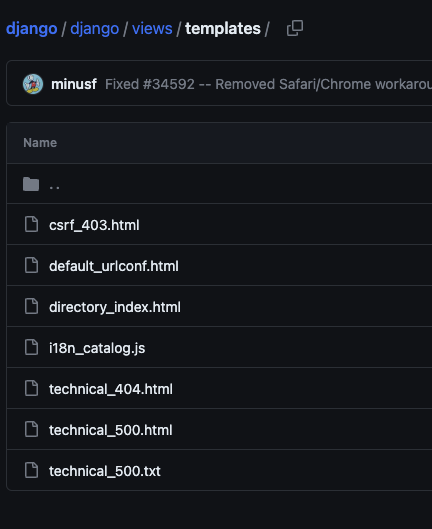 django / django / views / templates /
minusf Fixed #34592 -- Removed Safari/Chrome workarou
Name
..
csrf_403.html
default_urlconf.html
directory_index.html
i18n_catalog.js
technical_404.html
technical_500.html
technical_500.txt